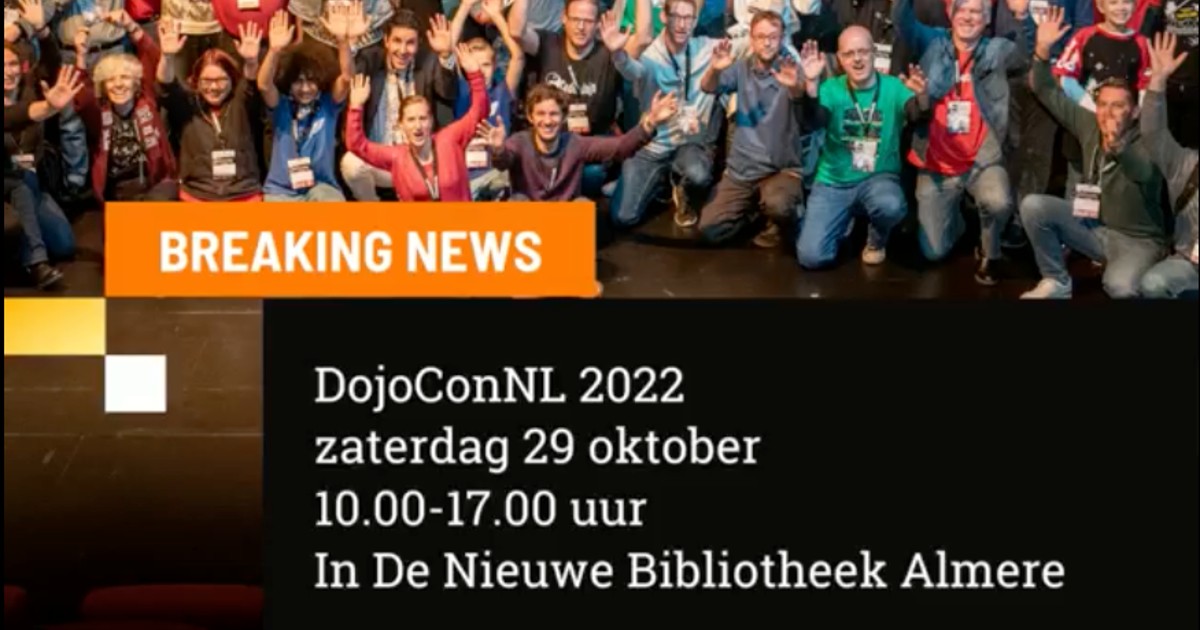 BREAKING NEWS
DojoConNL 2022
zaterdag 29 oktober
10.00-17.00 uur
In De Nieuwe Bibliotheek Almere